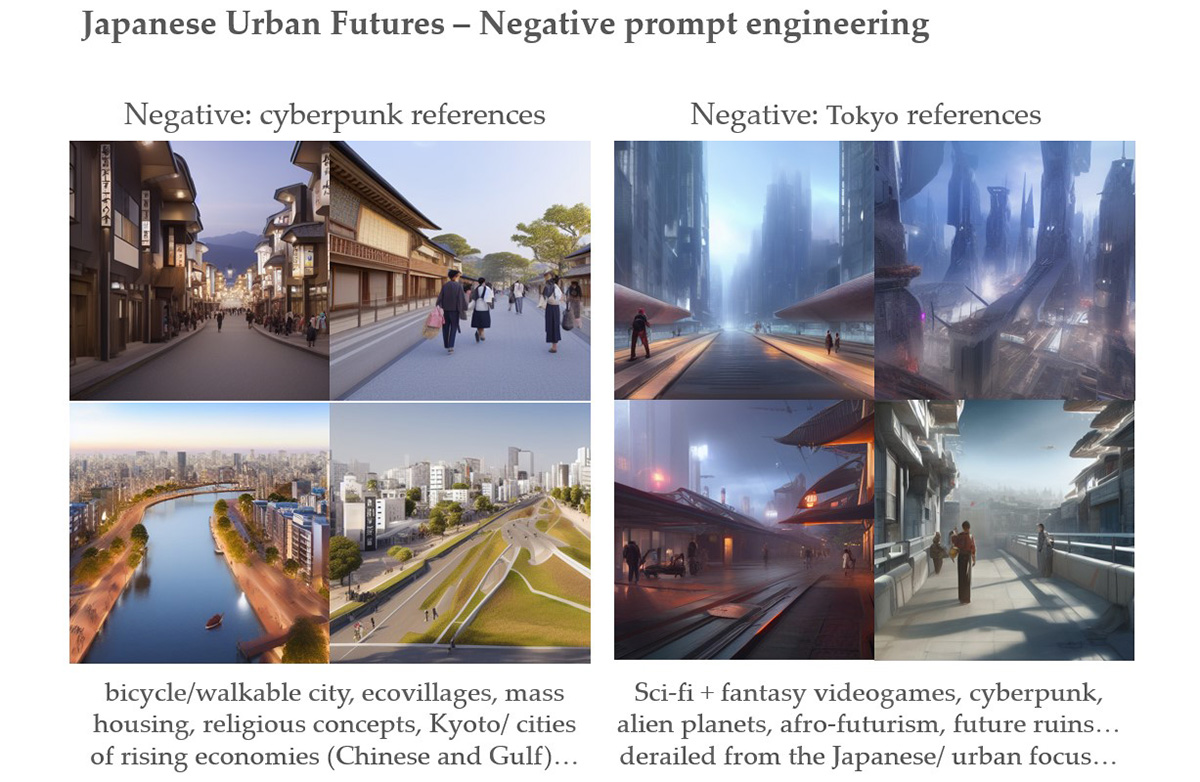 Japanese Urban Futures – Negative prompt engineering
Negative: cyberpunk references
Negative: Tokyo references
bicycle/walkable city, ecovillages, mass
housing, religious concepts, Kyoto/ cities
of rising economies (Chinese and Gulf)…
Sci-fi + fantasy videogames, cyberpunk,
alien planets, afro-futurism, future ruins…
derailed from the Japanese/ urban focus…